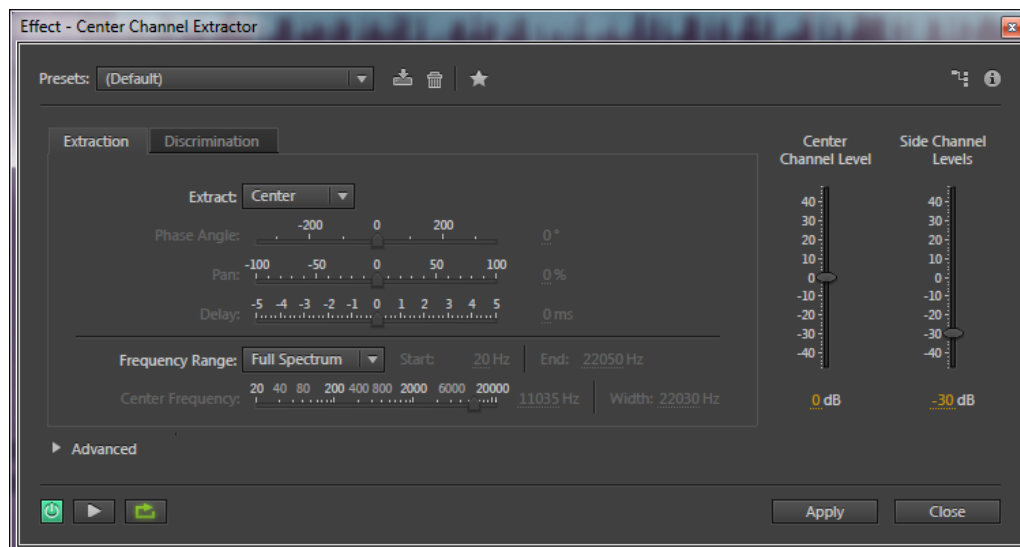 Effect - Center Channel Extractor
Presets: (Default)
Extraction Discrimination
Extract: Center
-200 0 200
Phase Angle: 0 °
-100 -50 0 50 100
Pan: 0 %
-5 -4 -3 -2 -1 0 1 2 3 4 5
Delay: 0 ms
Frequency Range: Full Spectrum Start: 20 Hz End: 22050 Hz
20 40 80 200 400 800 2000 6000 20000
Center Frequency: 11035 Hz Width: 22030 Hz
Advanced
Center
Channel Level
40
30
20
10
0
-10
-20
-30
-40
0 dB
Side Channel
Levels
40
30
20
10
0
-10
-20
-30
-40
-30 dB
Apply Close